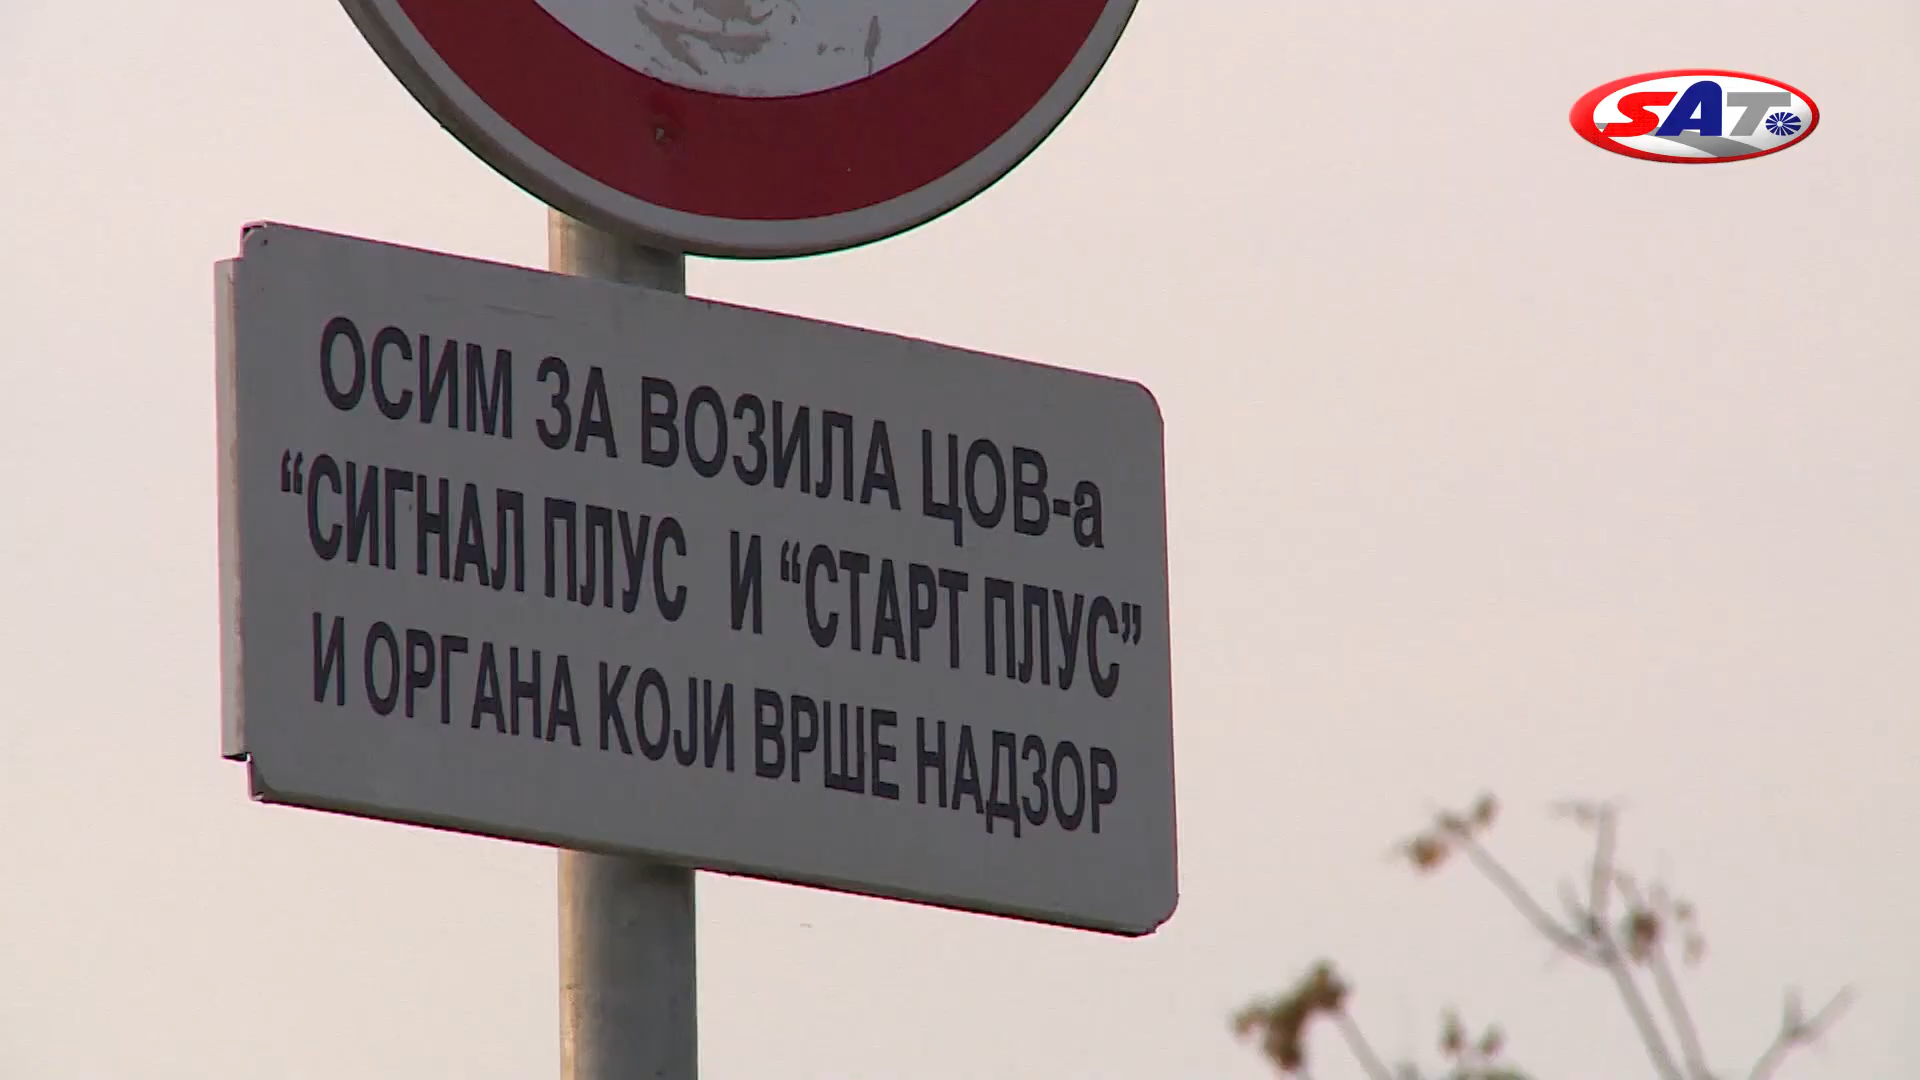 SAT
ОСИМ ЗА ВОЗИЛА ЦОВ-а
“СИГНАЛ ПЛУС И “СТАРТ ПЛУС”
И ОРГАНА КОЈИ ВРШЕ НАДЗОР